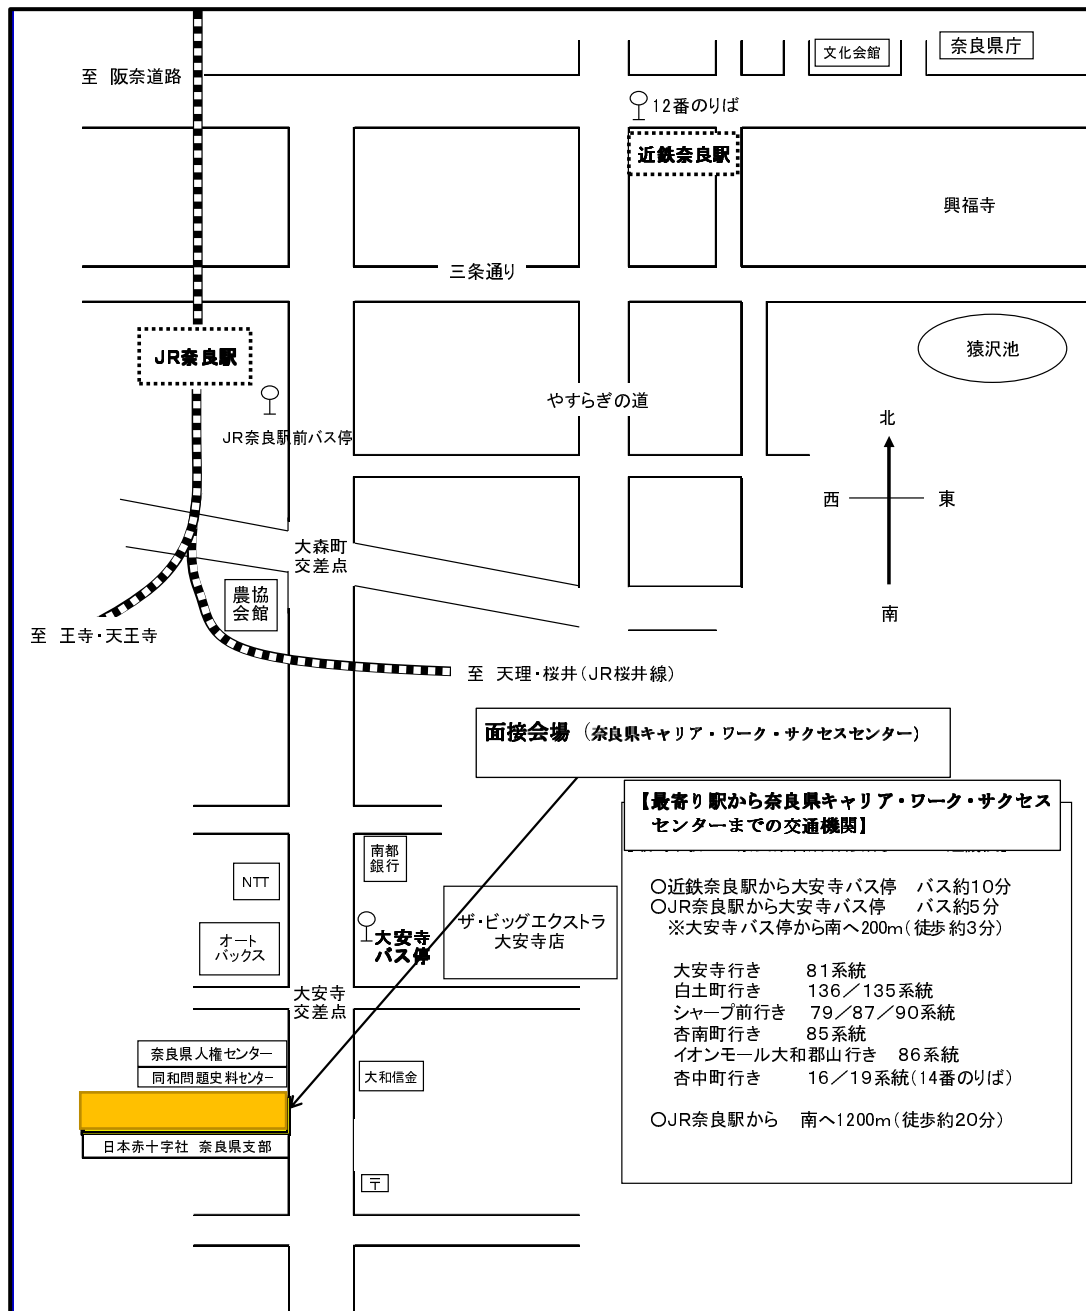 文化会館
奈良県庁
至 阪奈道路
12番のりば
近鉄奈良駅
興福寺
三条通り
JR奈良駅
猿沢池
やすらぎの道
JR奈良駅前バス停
北
西
東
南
大森町
交差点
農協
会館
至 王寺・天王寺
至 天理・桜井(JR桜井線)
面接会場 (奈良県キャリア・ワーク・サクセスセンター)
【最寄り駅から奈良県キャリア・ワーク・サクセス
センターまでの交通機関】
○近鉄奈良駅から大安寺バス停 バス約10分
○JR奈良駅から大安寺バス停 バス約5分
※大安寺バス停から南へ200m(徒歩約3分)
大安寺行き 81系統
白土町行き 136/135系統
シャープ前行き 79/87/90系統
杏南町行き 85系統
イオンモール大和郡山行き 86系統
杏中町行き 16/19系統(14番のりば)
○JR奈良駅から 南へ1200m(徒歩約20分)
南都
銀行
NTT
オート
バックス
大安寺
バス停
ザ・ビッグエクストラ
大安寺店
大安寺
交差点
奈良県人権センター
同和問題史料センター
大和信金
日本赤十字社 奈良県支部
〒